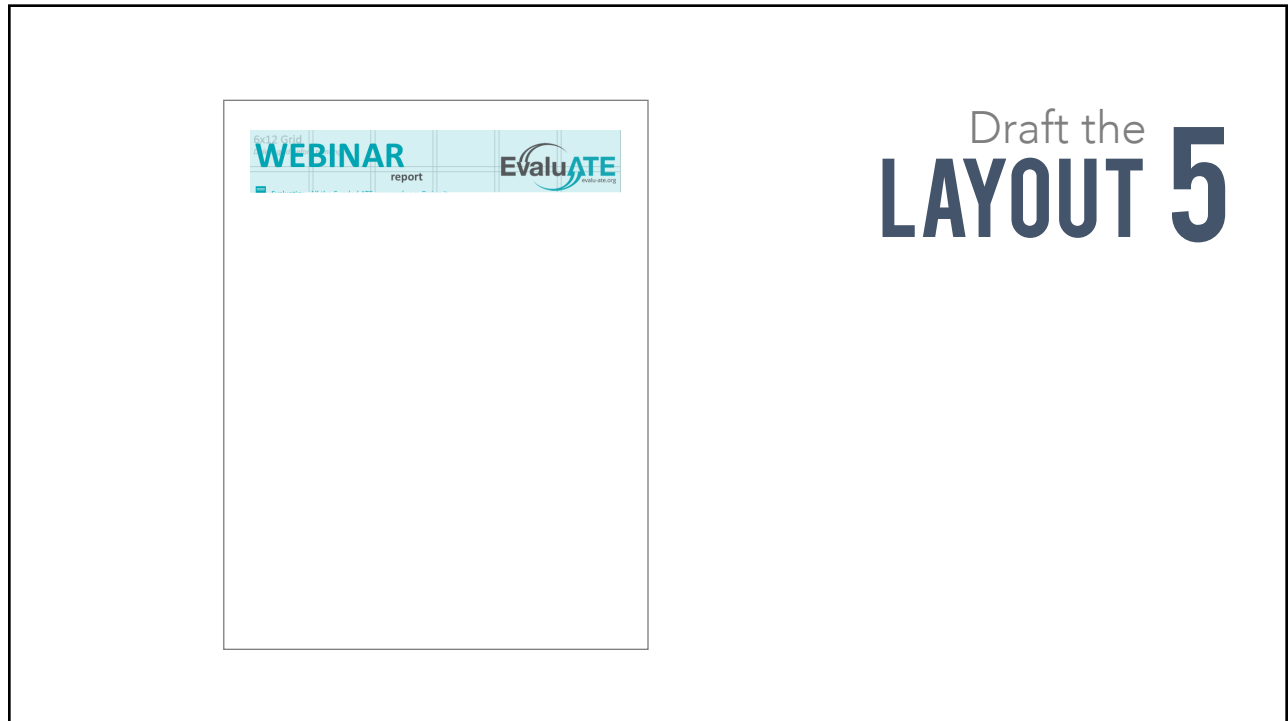 6x12 Grid
WEBINAR
report
EvaluATE
evalu-ate.org
Draft the
LAYOUT 5